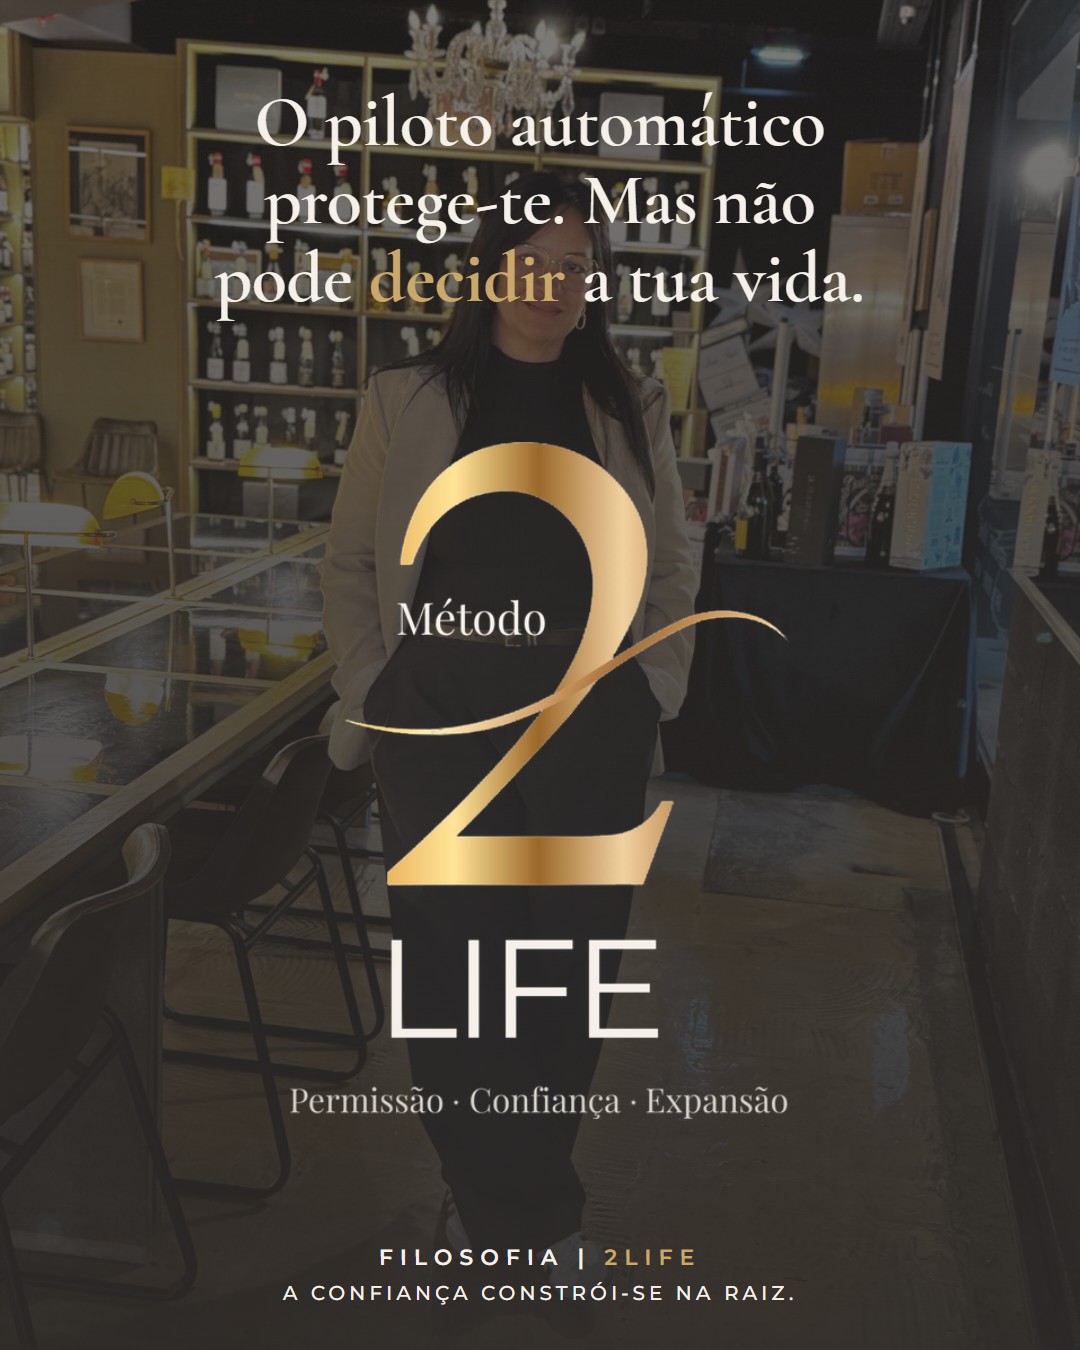 O piloto automático
protege-te. Mas não
pode decidir a tua vida.
Método
2
LIFE
Permissão · Confiança · Expansão
FILOSOFIA | 2LIFE
A CONFIANÇA CONSTRÓI-SE NA RAIZ.